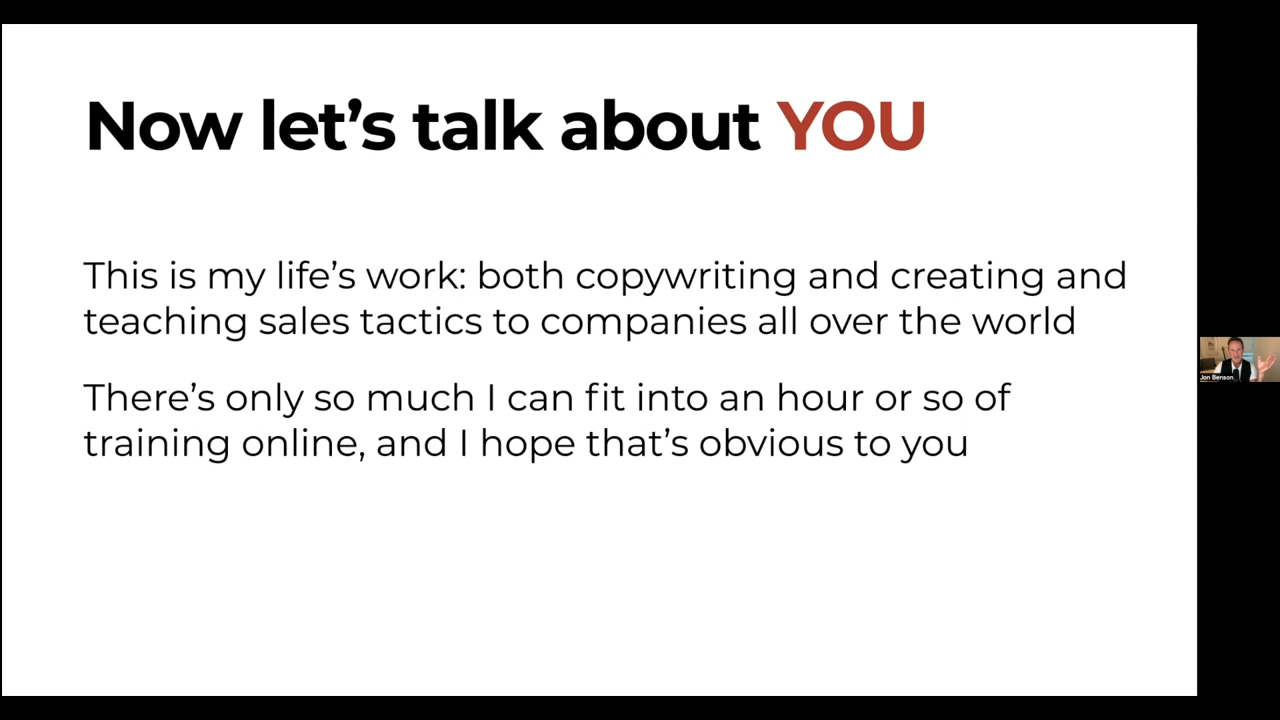 Now let’s talk about YOU
This is my life’s work: both copywriting and creating and
teaching sales tactics to companies all over the world
There’s only so much I can fit into an hour or so of
training online, and I hope that’s obvious to you
Jon Benson